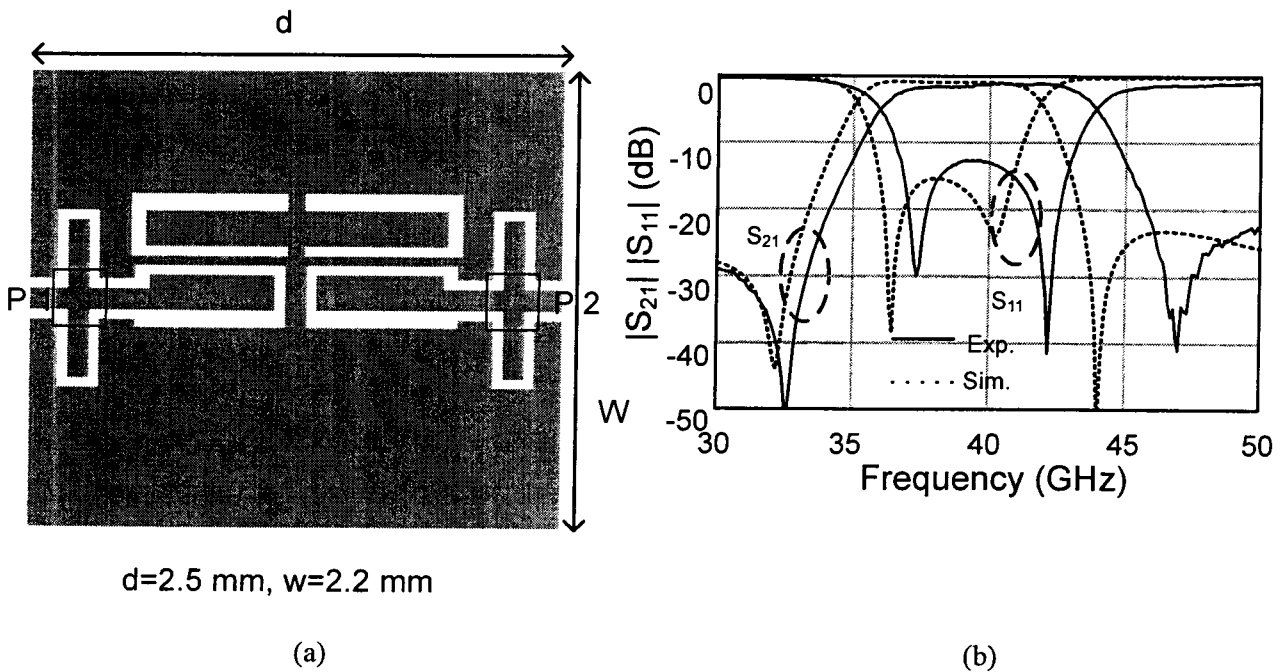 d
P 1
P 2
W
d=2.5 mm, w=2.2 mm
(a)
|S21| |S11| (dB)
0
-10
-20
-30
-40
-50
S21
S11
Exp.
Sim.
30
35
40
45
50
Frequency (GHz)
(b)